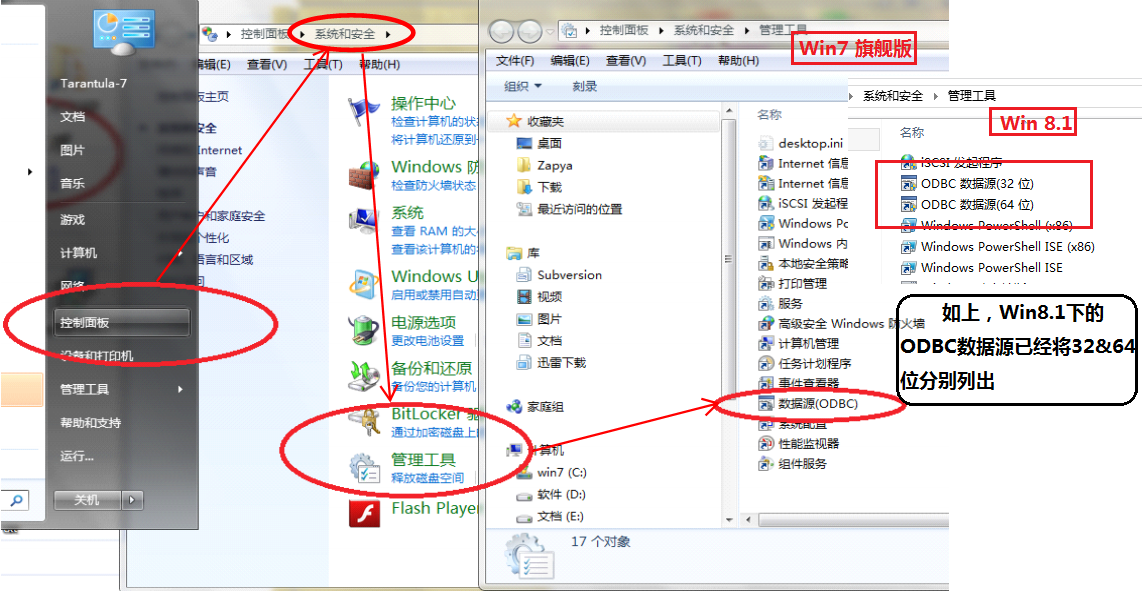 Tarantula-7
文档
图片
音乐
游戏
计算机
网络
控制面板
设备和打印机
管理工具
帮助和支持
运行...
关机
控制面板
系统和安全
编辑(E)
查看(V)
工具(T)
帮助(H)
板主页
安全
Internet
声音
户和家庭安全
个性化
语言和区域
问
操作中心
检查计算机的状
将计算机还原到
Windows 防
检查防火墙状态
系统
查看 RAM 的大
查看该计算机的
Windows U
启用或禁用自动
电源选项
更改电池设置
备份和还原
备份您的计算机
BitLocker 驱
通过加密磁盘上
管理工具
释放磁盘空间
Flash Player
控制面板
系统和安全
管理工具
Win7 旗舰版
文件(F)
编辑(E)
查看(V)
工具(T)
帮助(H)
组织
刻录
收藏夹
桌面
Zapya
下载
最近访问的位置
库
Subversion
视频
图片
文档
迅雷下载
家庭组
计算机
win7 (C:)
软件 (D:)
文档 (E:)
名称
desktop.ini
Internet 信息
Internet 信息
iSCSI 发起程
Windows Po
Windows 内
本地安全策略
打印管理
服务
高级安全 Windows 防火墙
计算机管理
任务计划程序
事件查看器
数据源(ODBC)
系统配置
性能监视器
组件服务
17 个对象
系统和安全
管理工具
Win 8.1
名称
iSCSI 发起程序
ODBC 数据源(32 位)
ODBC 数据源(64 位)
Windows PowerShell (x86)
Windows PowerShell ISE (x86)
Windows PowerShell ISE
如上，Win8.1下的
ODBC数据源已经将32&64
位分别列出